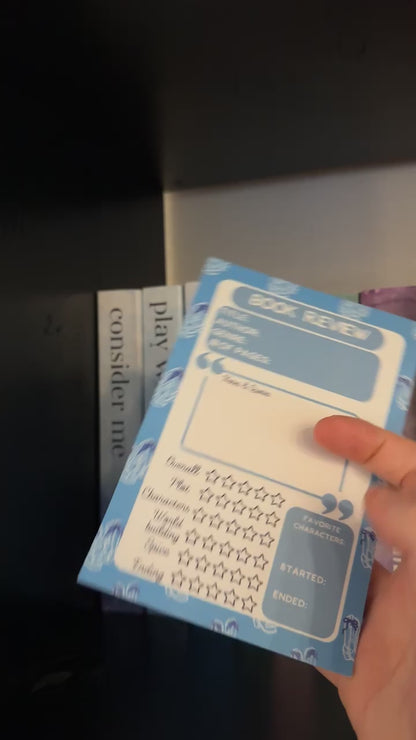 consider me
play w
BOOK REVIEW
TITLE:
AUTHOR:
GENRE:
# OF PAGES:
“
”
Overall
Plot
Characters
World
building
Spice
Ending
FAVORITE
CHARACTERS:
STARTED:
ENDED: